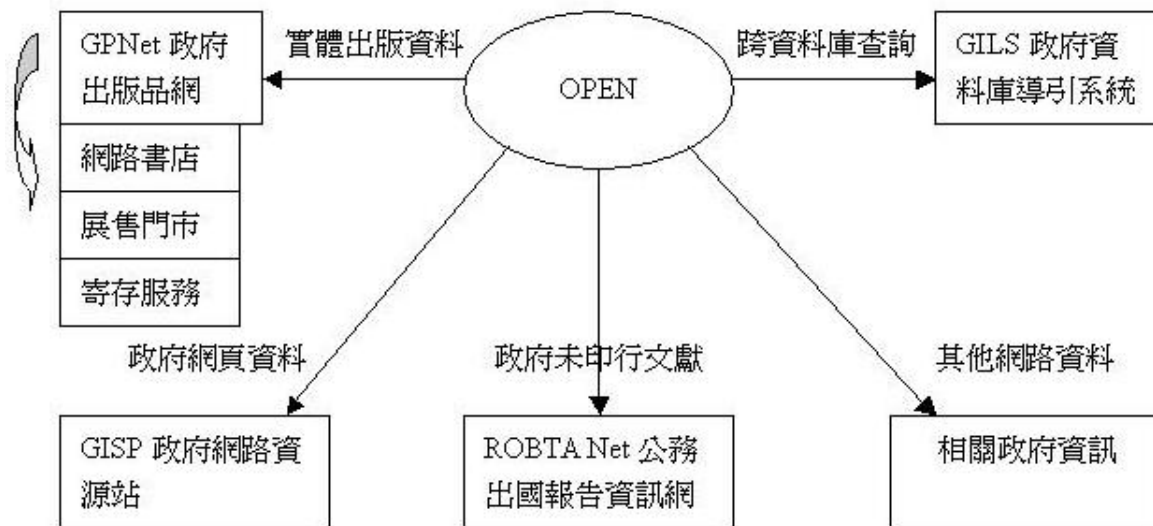 GPNet 政府
出版品網
實體出版資料
OPEN
跨資料庫查詢
GILS 政府資
料庫導引系統
網路書店
展售門市
寄存服務
政府網頁資料
政府未印行文獻
其他網路資料
GISP 政府網路資
源站
ROBTA Net 公務
出國報告資訊網
相關政府資訊